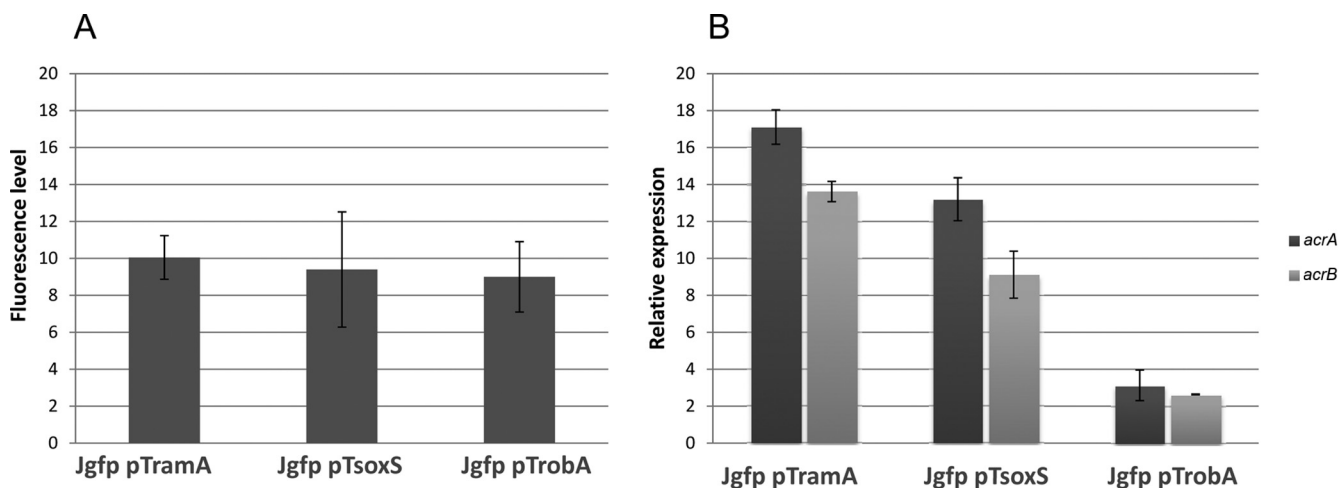 A
Fluorescence level
20
18
16
14
12
10
8
6
4
2
0
Jgfp pTramA
Jgfp pTsoxS
Jgfp pTrobA
B
Relative expression
20
18
16
14
12
10
8
6
4
2
0
Jgfp pTramA
Jgfp pTsoxS
Jgfp pTrobA
acrA
acrB